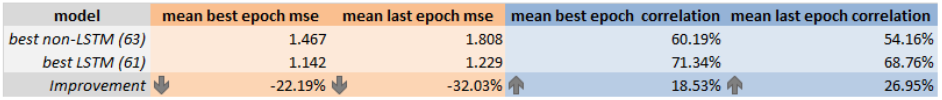 model mean best epoch mse mean last epoch mse mean best epoch correlation mean last epoch correlation
best non-LSTM (63) 1.467 1.808 60.19% 54.16%
best LSTM (61) 1.142 1.229 71.34% 68.76%
Improvement -22.19% -32.03% 18.53% 26.95%